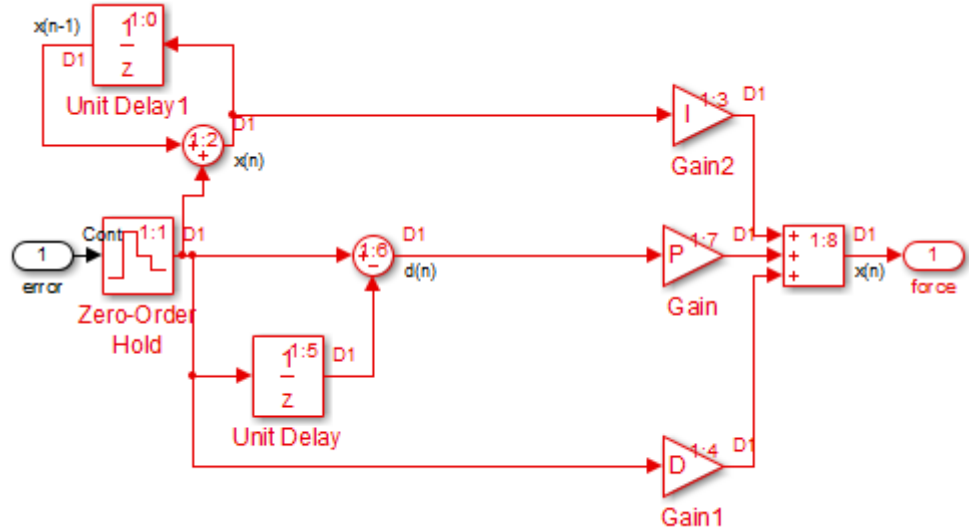 x(n-1)
D1
1
z
1:0
Unit Delay1
1:2
+
+
D1
x(n)
I
1:3
D1
Gain2
1
error
Cont
1:1
D1
Zero-Order
Hold
1:6
+
−
D1
d(n)
P
1:7
D1
Gain
+
+
+
1:8
D1
x(n)
1
force
1
z
1:5
D1
Unit Delay
D
1:4
D1
Gain1